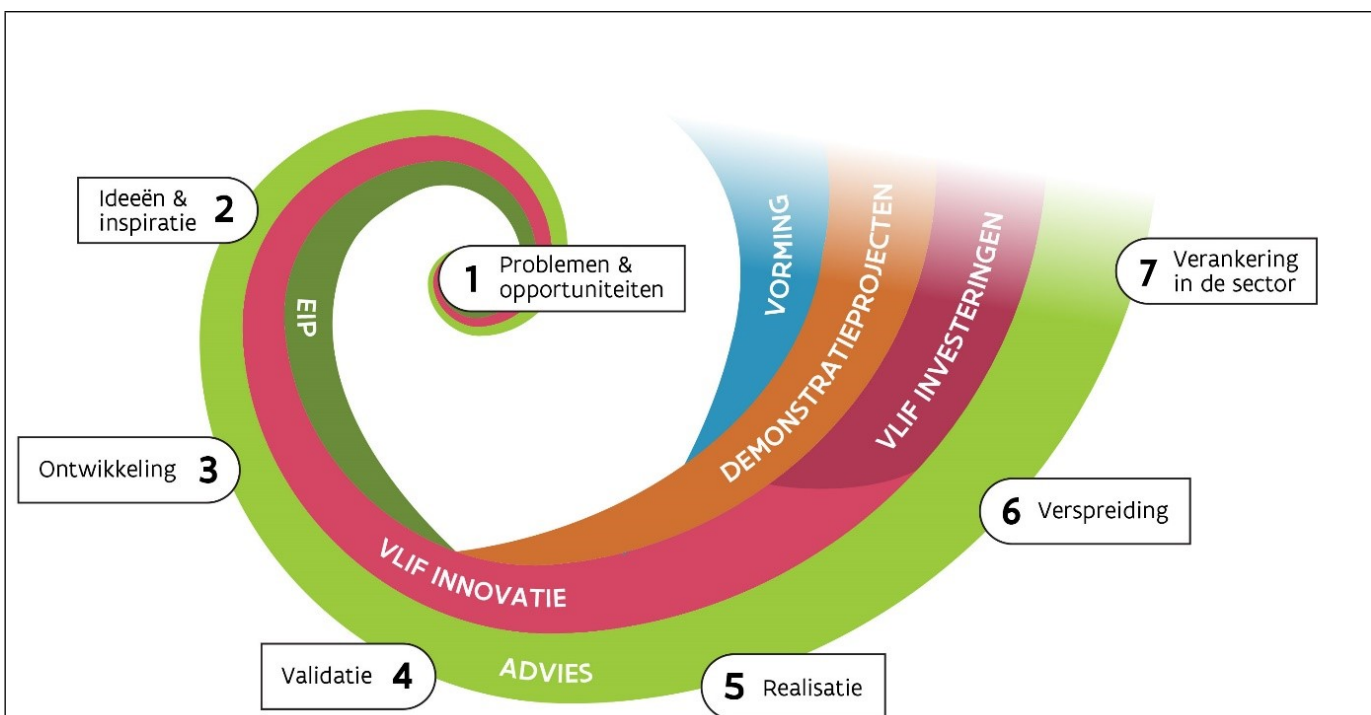 1 Problemen &
opportuniteiten
Ideeën & 2
inspiratie
Ontwikkeling 3
Validatie 4
5 Realisatie
6 Verspreiding
7 Verankering
in de sector
EIP
VLIF INNOVATIE
ADVIES
VORMING
DEMONSTRATIEPROJECTEN
VLIF INVESTERINGEN